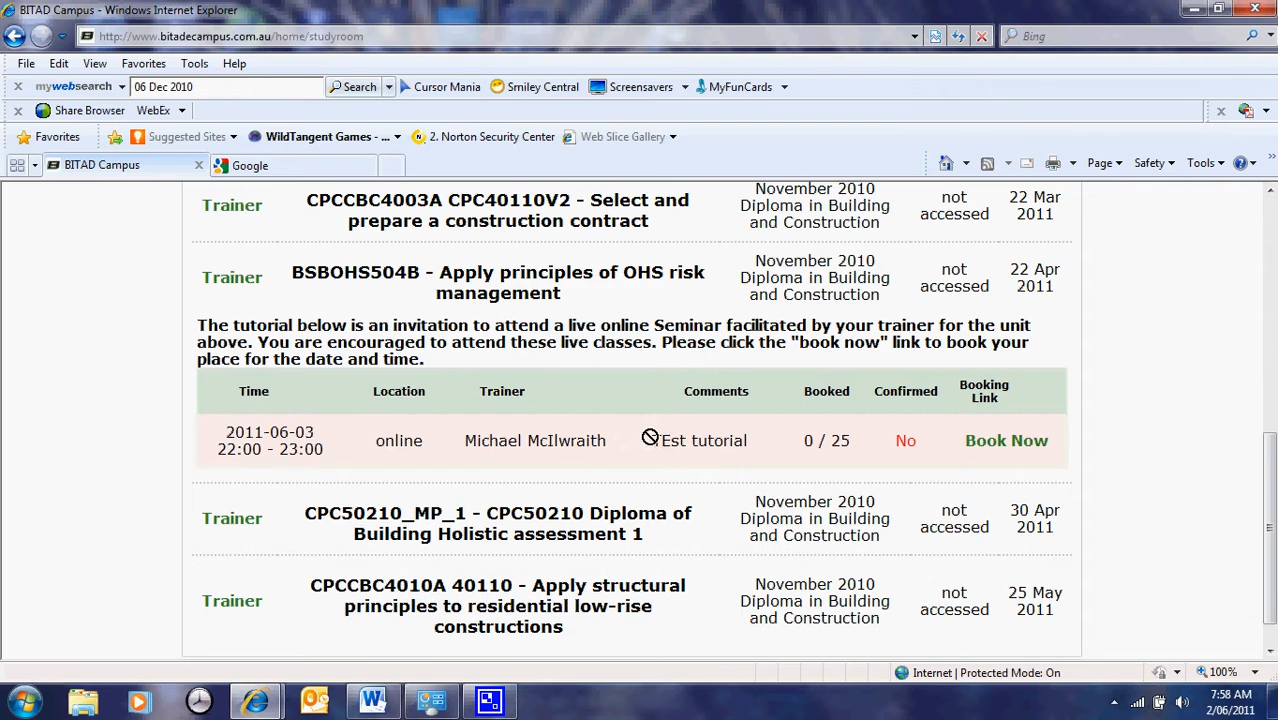 BITAD Campus - Windows Internet Explorer
http://www.bitadecampus.com.au/home/studyroom
Bing
File Edit View Favorites Tools Help
mywebsearch 06 Dec 2010 Search Cursor Mania Smiley Central Screensavers MyFunCards
Share Browser WebEx
Favorites Suggested Sites WildTangent Games - ... 2. Norton Security Center Web Slice Gallery
BITAD Campus Google Page Safety Tools
Trainer
CPCCBC4003A CPC40110V2 - Select and
prepare a construction contract
November 2010
Diploma in Building
and Construction
not
accessed
22 Mar
2011
Trainer
BSBOHS504B - Apply principles of OHS risk
management
November 2010
Diploma in Building
and Construction
not
accessed
22 Apr
2011
The tutorial below is an invitation to attend a live online Seminar facilitated by your trainer for the unit
above. You are encouraged to attend these live classes. Please click the "book now" link to book your
place for the date and time.
Time Location Trainer Comments Booked Confirmed Booking
Link
2011-06-03
22:00 - 23:00
online Michael McIlwraith TEst tutorial 0 / 25 No Book Now
Trainer
CPC50210_MP_1 - CPC50210 Diploma of
Building Holistic assessment 1
November 2010
Diploma in Building
and Construction
not
accessed
30 Apr
2011
Trainer
CPCCBC4010A 40110 - Apply structural
principles to residential low-rise
constructions
November 2010
Diploma in Building
and Construction
not
accessed
25 May
2011
Internet | Protected Mode: On 100%
7:58 AM
2/06/2011